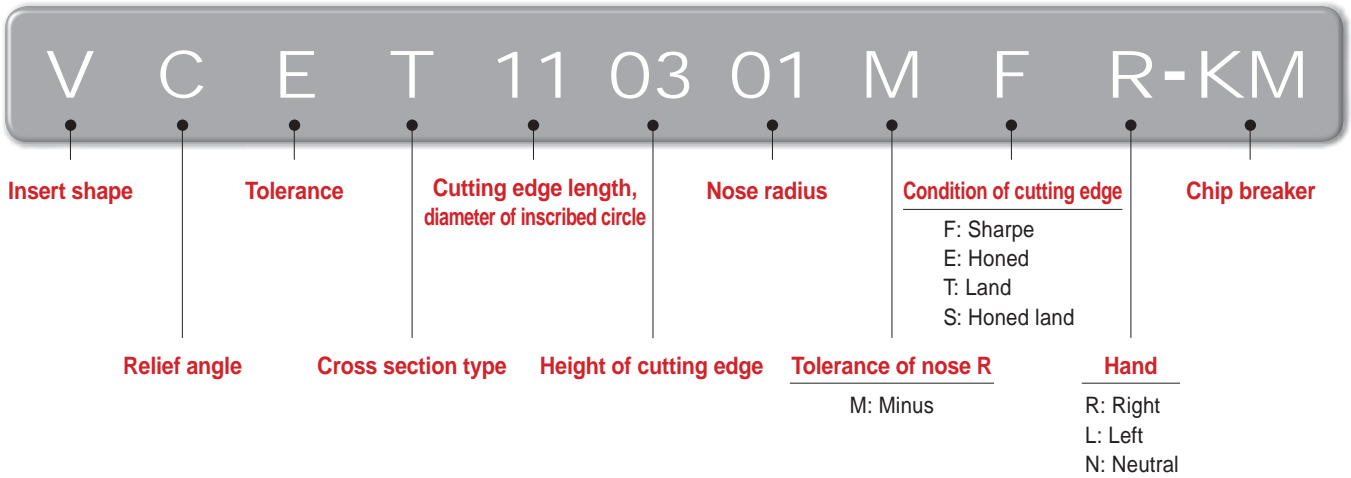 V C E T 11 03 01 M F R-KM
Insert shape
Tolerance
Cutting edge length,
diameter of inscribed circle
Nose radius
Condition of cutting edge
F: Sharpe
E: Honed
T: Land
S: Honed land
Chip breaker
Relief angle
Cross section type
Height of cutting edge
Tolerance of nose R
M: Minus
Hand
R: Right
L: Left
N: Neutral